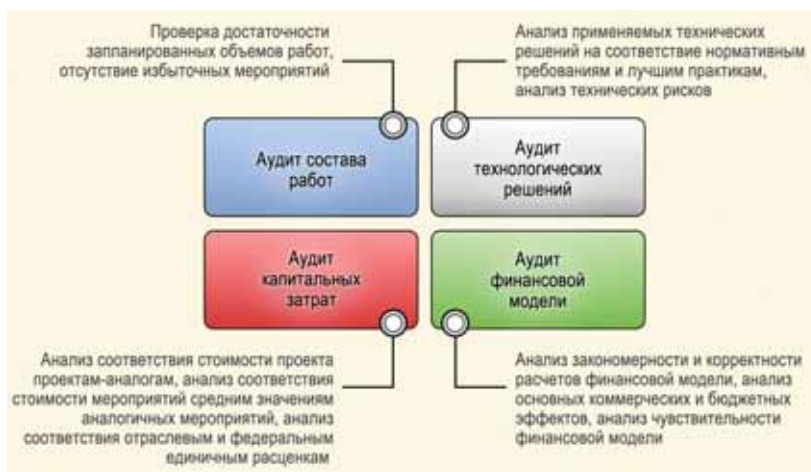 Проверка достаточности
запланированных объемов работ,
отсутствие избыточных мероприятий
Анализ применяемых технических
решений на соответствие нормативным
требованиям и лучшим практикам,
анализ технических рисков
Аудит состава
работ
Аудит
технологических
решений
Аудит
капитальных
затрат
Аудит
финансовой
модели
Анализ соответствия стоимости проекта
проектам-аналогам, анализ соответствия
стоимости мероприятий средним значениям
аналогичных мероприятий, анализ
соответствия отраслевым и федеральным
единичным расценкам
Анализ закономерности и корректности
расчетов финансовой модели, анализ
основных коммерческих и бюджетных
эффектов, анализ чувствительности
финансовой модели